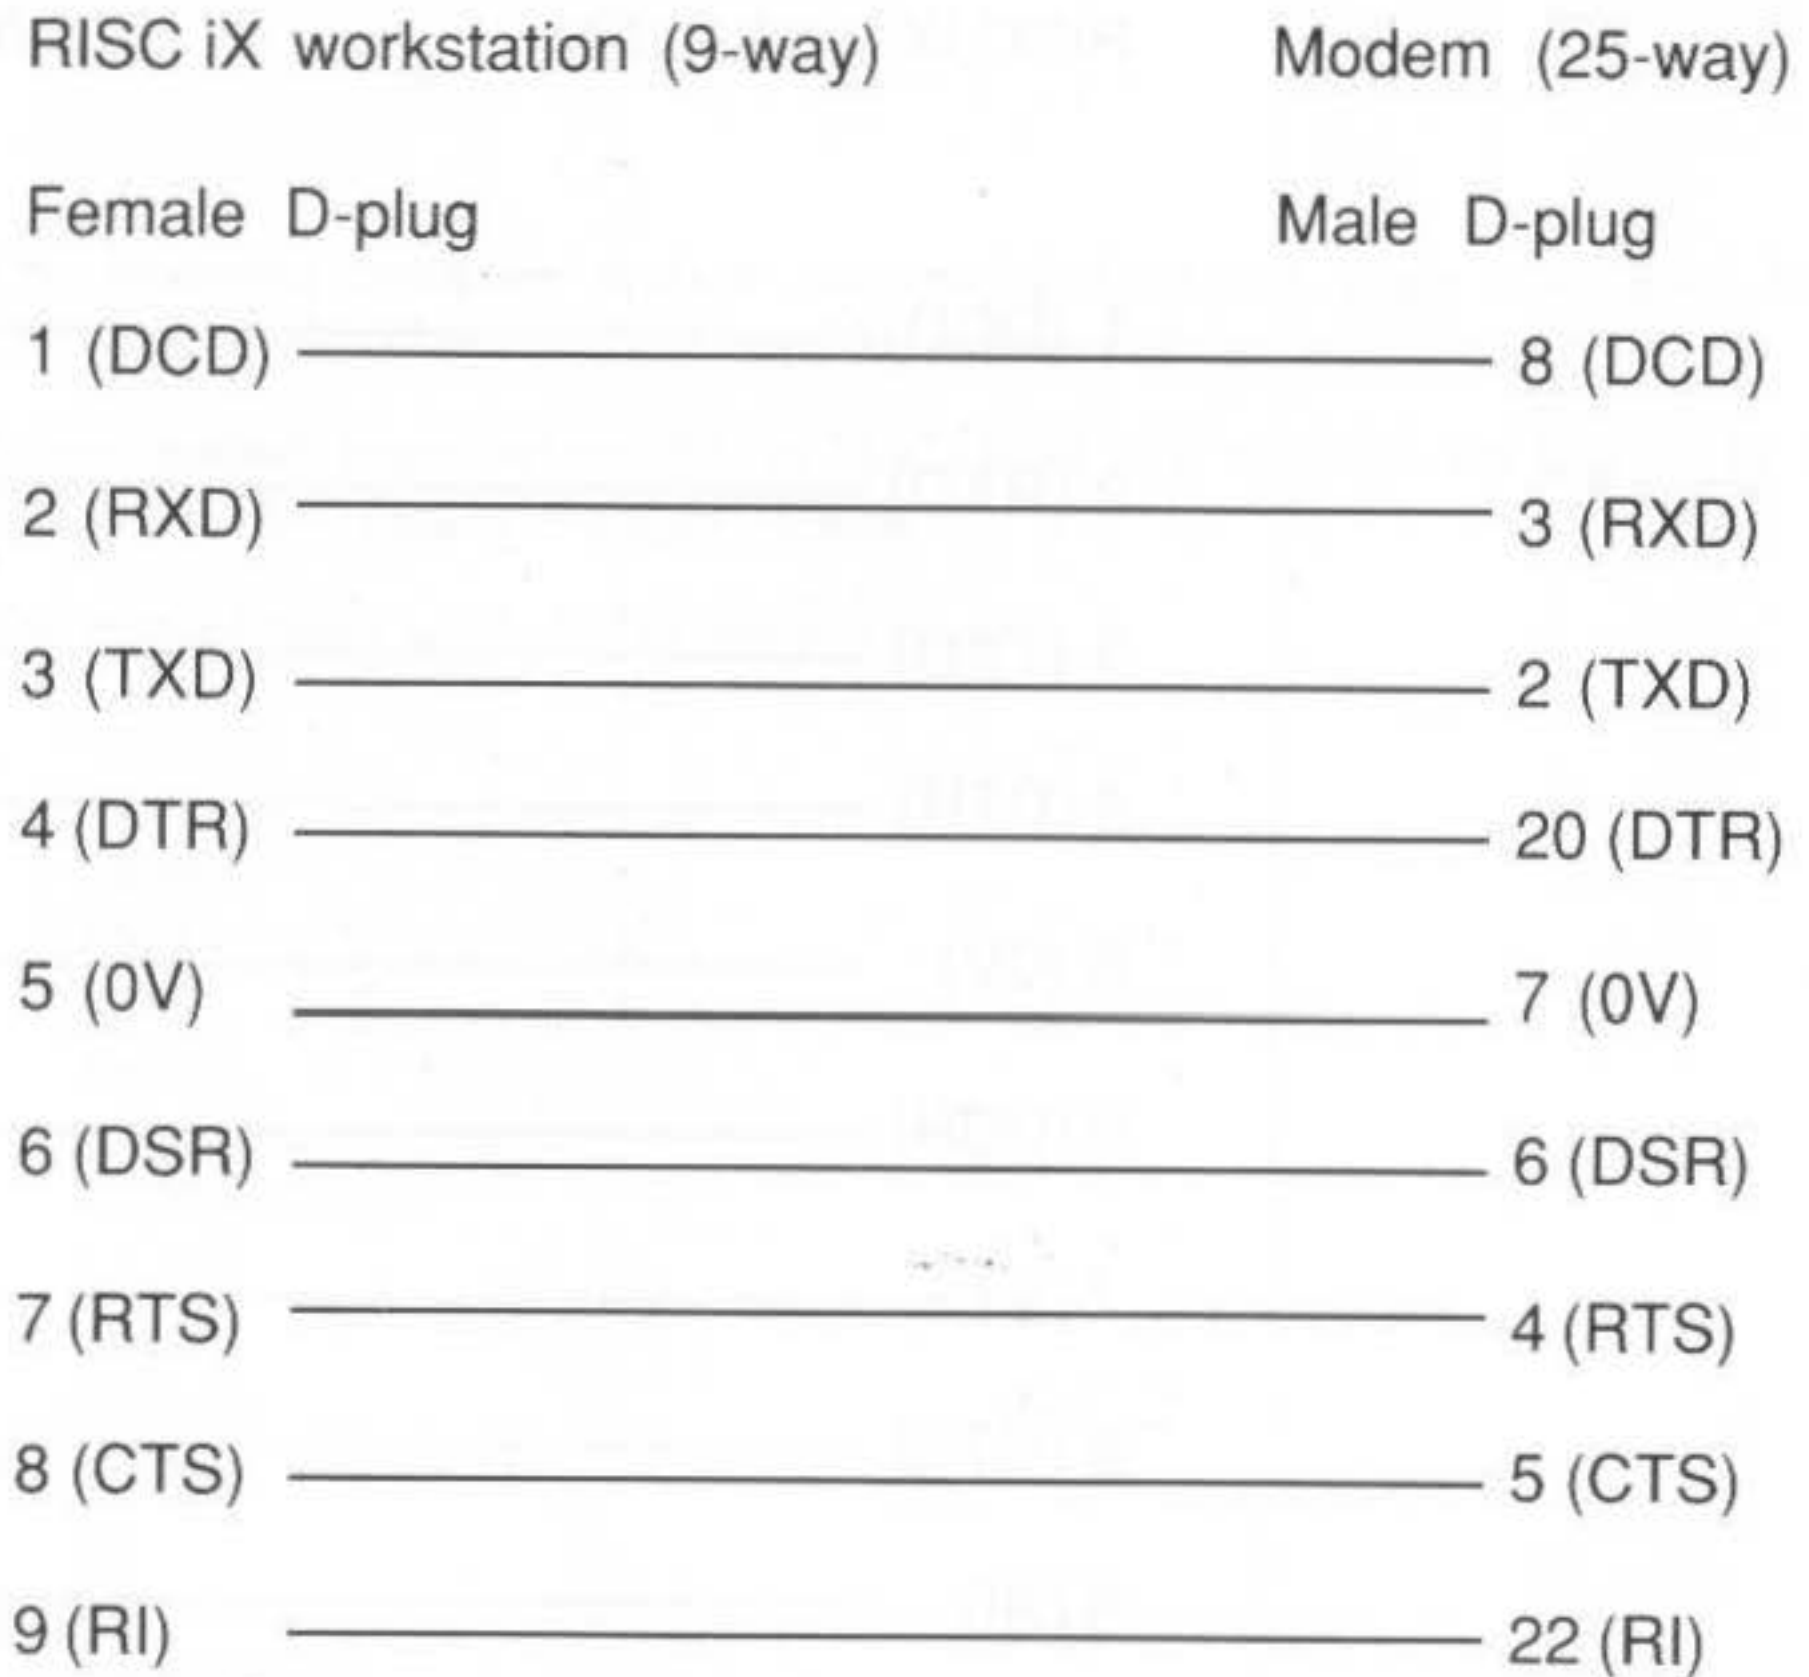 RISC iX workstation (9-way) Modem (25-way)
Female D-plug Male D-plug
1 (DCD) 8 (DCD)
2 (RXD) 3 (RXD)
3 (TXD) 2 (TXD)
4 (DTR) 20 (DTR)
5 (0V) 7 (0V)
6 (DSR) 6 (DSR)
7 (RTS) 4 (RTS)
8 (CTS) 5 (CTS)
9 (RI) 22 (RI)